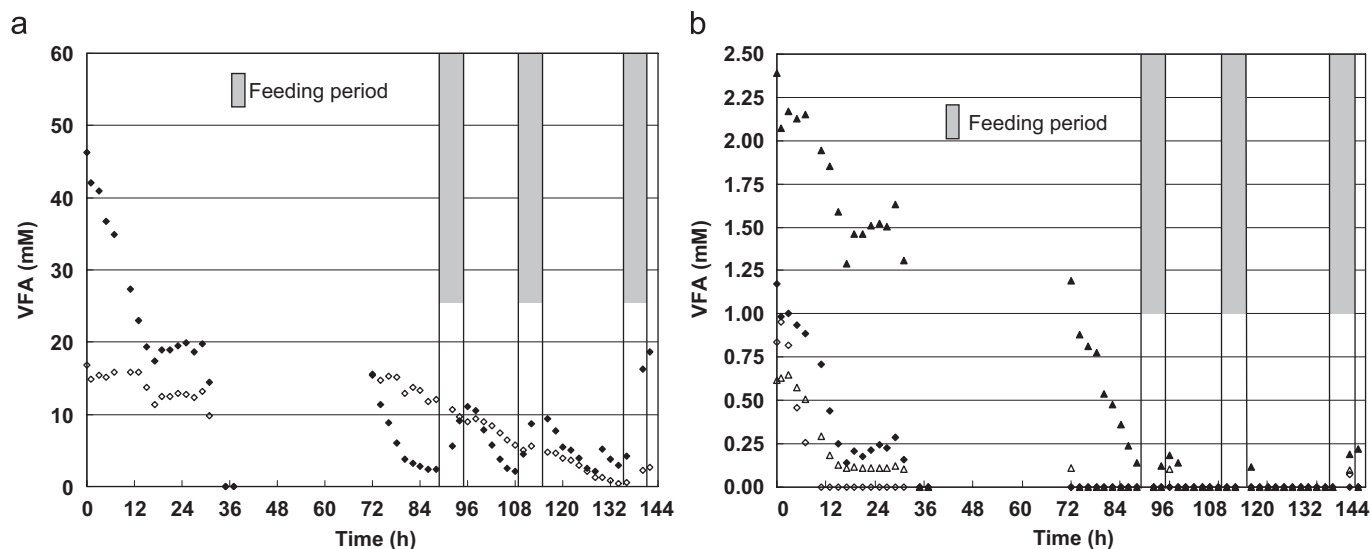 a
60
50
40
30
20
10
0
VFA (mM)
Feeding period
0 12 24 36 48 60 72 84 96 108 120 132 144
Time (h)
b
2.50
2.25
2.00
1.75
1.50
1.25
1.00
0.75
0.50
0.25
0.00
VFA (mM)
Feeding period
0 12 24 36 48 60 72 84 96 108 120 132 144
Time (h)